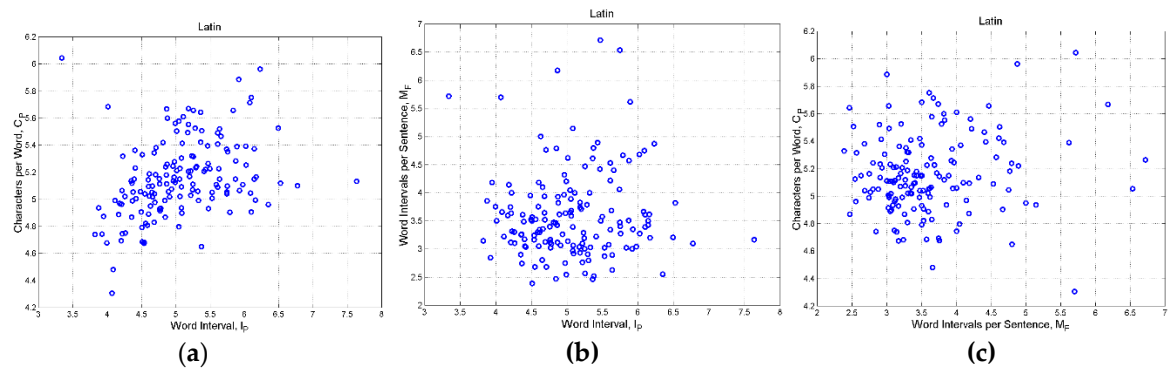 Latin
6.2
6
5.8
5.6
5.4
5.2
5
4.8
4.6
4.4
4.2
Characters per Word, C_P
3 3.5 4 4.5 5 5.5 6 6.5 7 7.5 8
Word Interval, I_P
(a)
Latin
7
6.5
6
5.5
5
4.5
4
3.5
3
2.5
2
Word Intervals per Sentence, M_F
3 3.5 4 4.5 5 5.5 6 6.5 7 7.5 8
Word Interval, I_P
(b)
Latin
6.2
6
5.8
5.6
5.4
5.2
5
4.8
4.6
4.4
4.2
Characters per Word, C_P
2 2.5 3 3.5 4 4.5 5 5.5 6 6.5 7
Word Intervals per Sentence, M_F
(c)